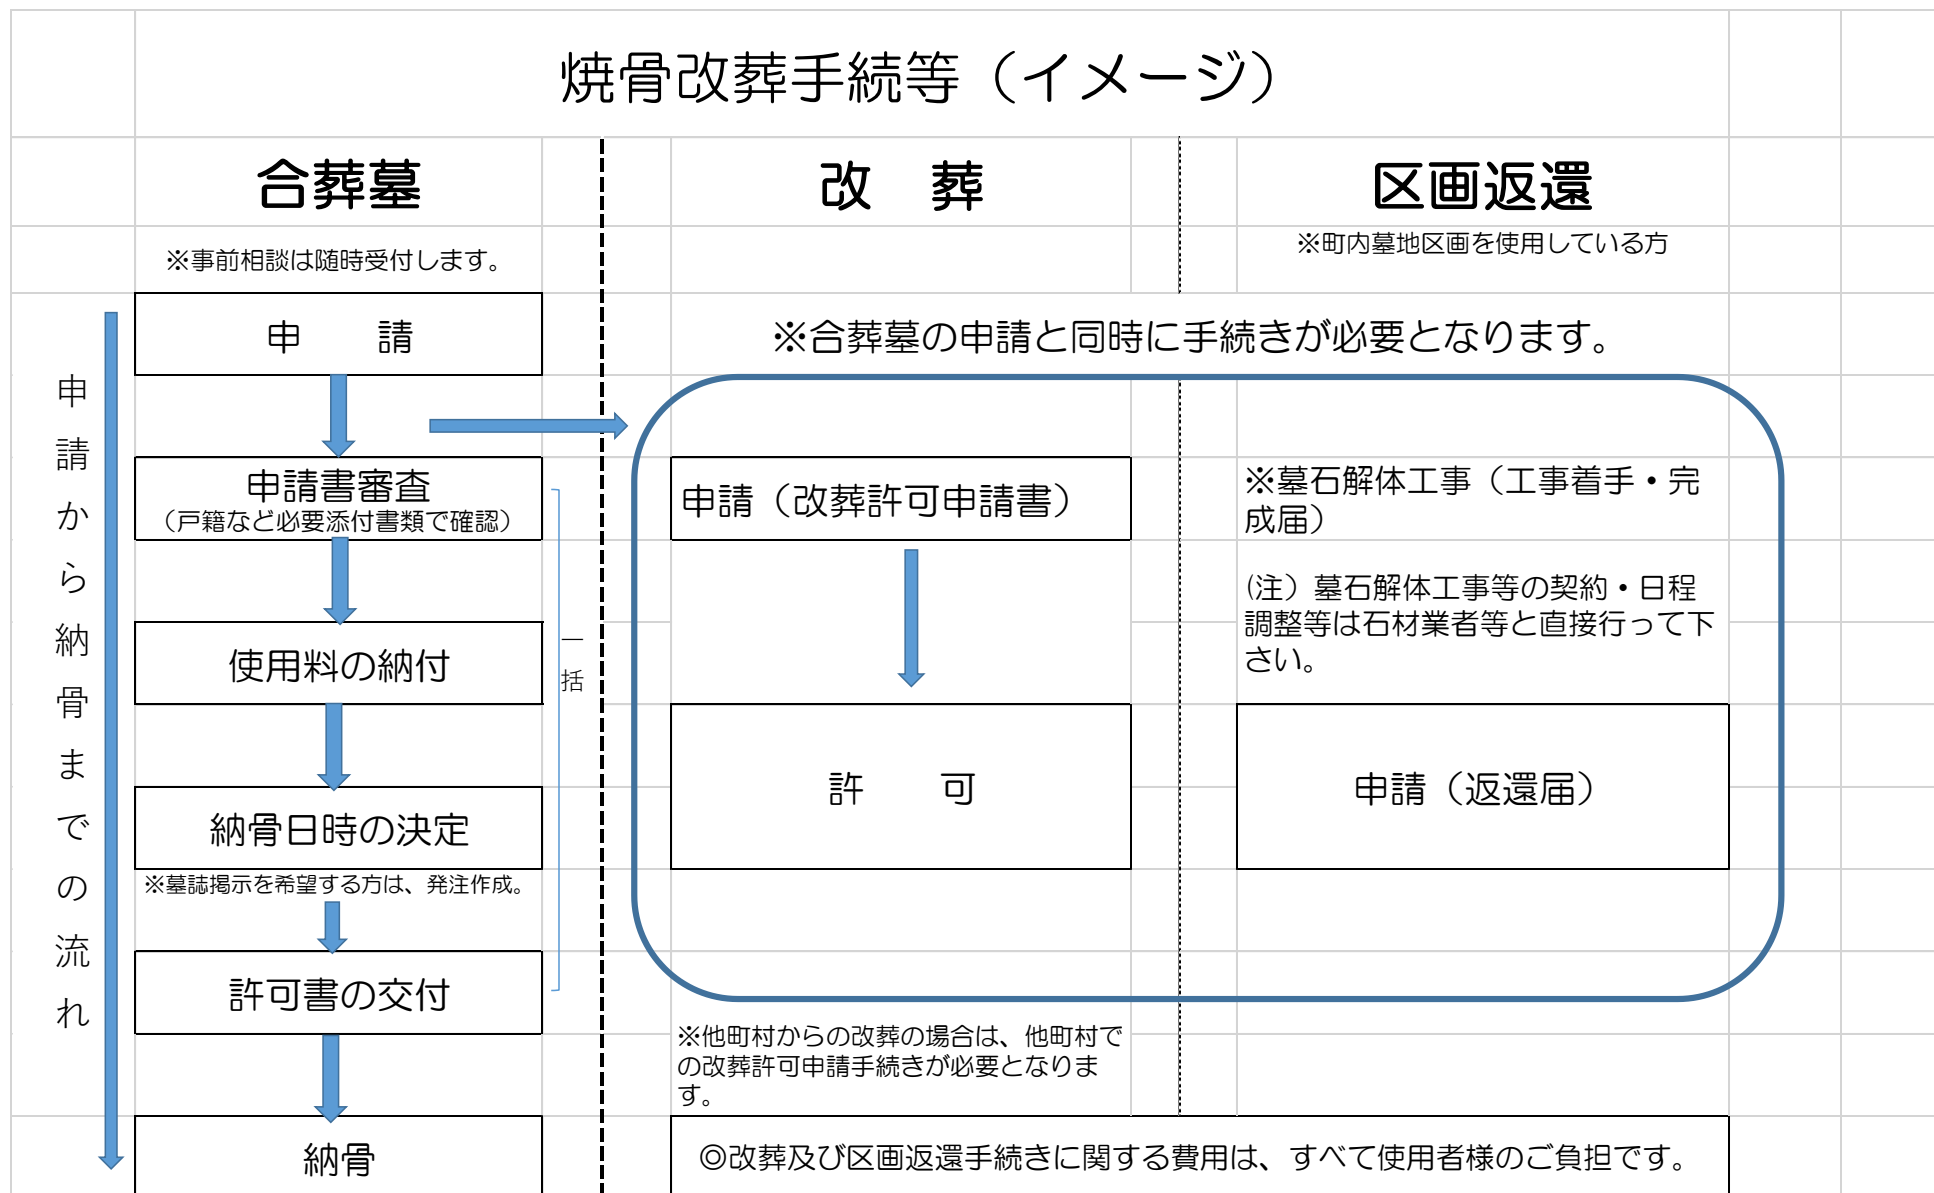 焼骨改葬手続等（イメージ）
合葬墓
改　葬
区画返還
※事前相談は随時受付します。
※町内墓地区画を使用している方
申請から納骨までの流れ
申　　請
※合葬墓の申請と同時に手続きが必要となります。
申請書審査
（戸籍など必要添付書類で確認）
使用料の納付
納骨日時の決定
※墓誌掲示を希望する方は、発注作成。
許可書の交付
納骨
一括
申請（改葬許可申請書）
許　　可
※墓石解体工事（工事着手・完
成届）
(注）墓石解体工事等の契約・日程
調整等は石材業者等と直接行って下
さい。
申請（返還届）
※他町村からの改葬の場合は、他町村で
の改葬許可申請手続きが必要となりま
す。
◎改葬及び区画返還手続きに関する費用は、すべて使用者様のご負担です。